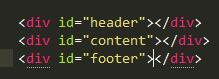 <div id="header"></div>
<div id="content"></div>
<div id="footer"></div>